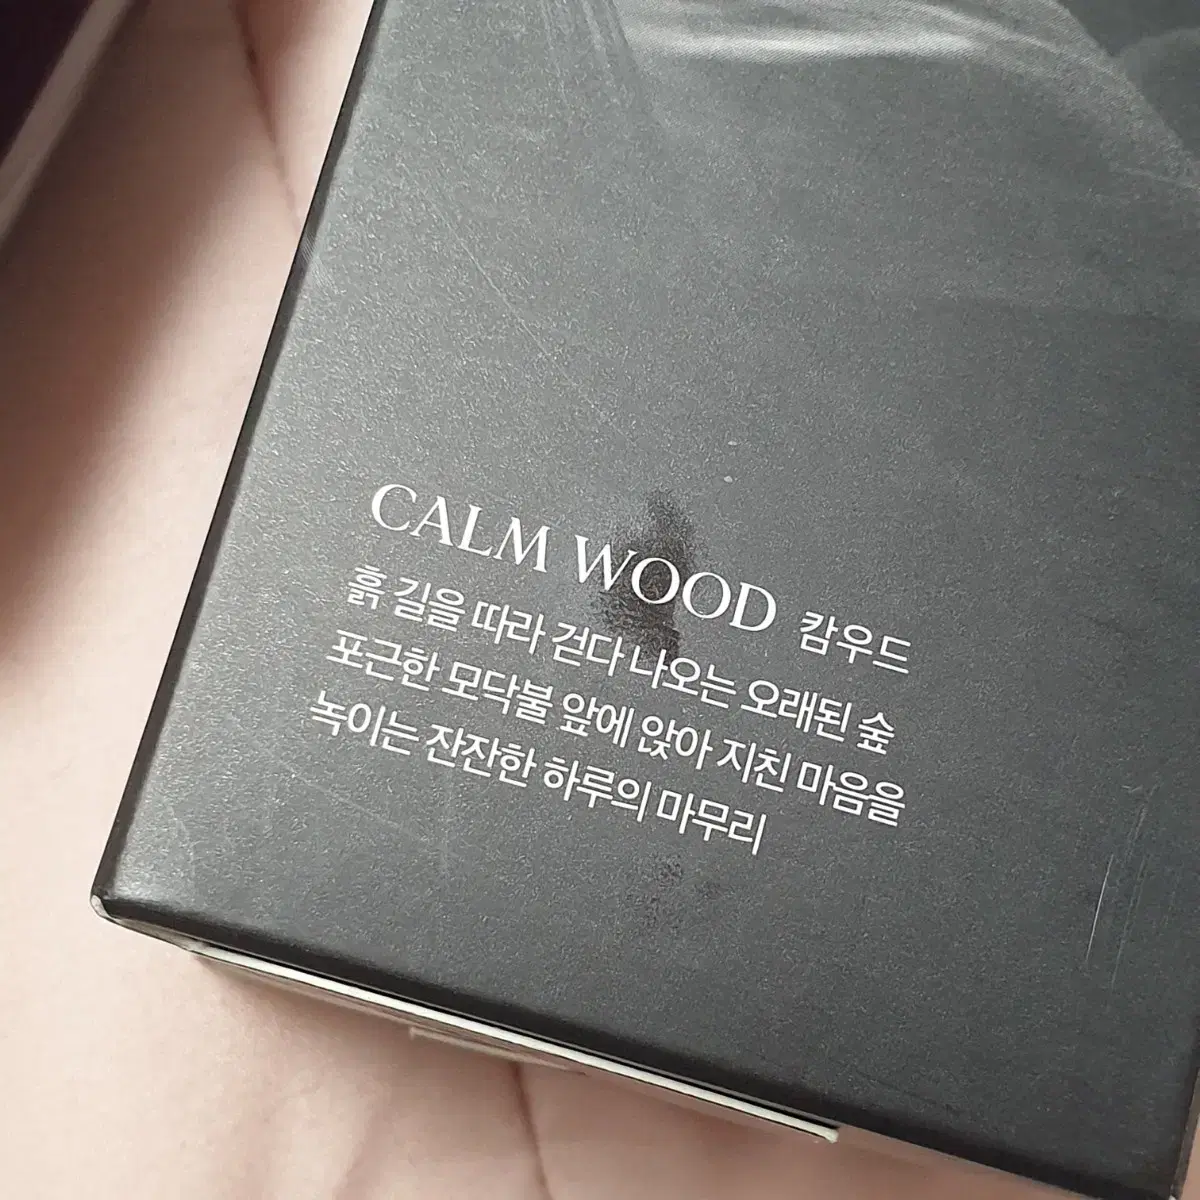 CALM WOOD 캄우드
흙 길을 따라 걷다 나오는 오래된 숲
포근한 모닥불 앞에 앉아 지친 마음을
녹이는 잔잔한 하루의 마무리